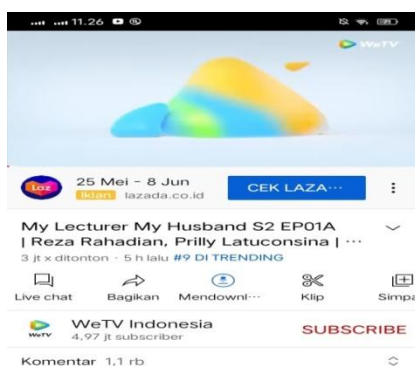 11.26
WeTV
Laz
25 Mei - 8 Jun
Iklan lazada.co.id
CEK LAZA...
My Lecturer My Husband S2 EP01A
| Reza Rahadian, Prilly Latuconsina | ...
3 jt x ditonton · 5 h lalu #9 DI TRENDING
Live chat Bagikan Mendownl... Klip Simpa
WeTV
WeTV Indonesia
4,97 jt subscriber
SUBSCRIBE
Komentar 1,1 rb